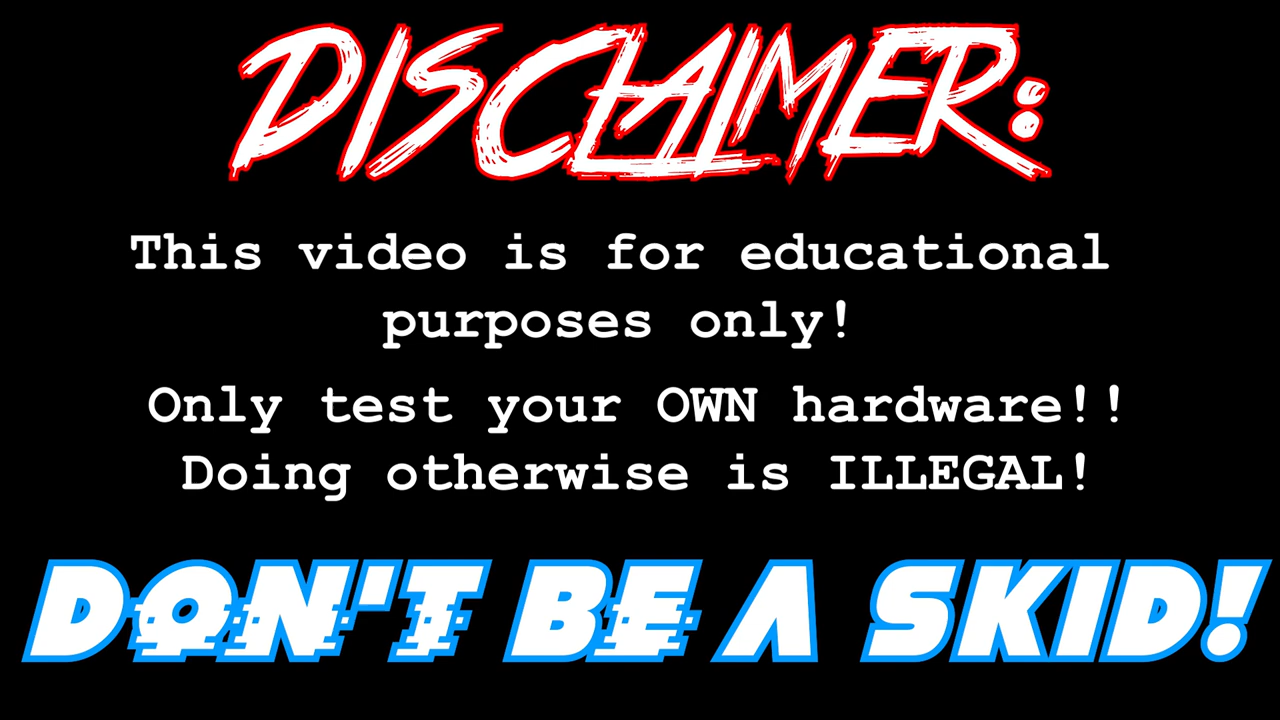 DISCLAIMER:
This video is for educational
purposes only!
Only test your OWN hardware!!
Doing otherwise is ILLEGAL!
DON'T BE A SKID!